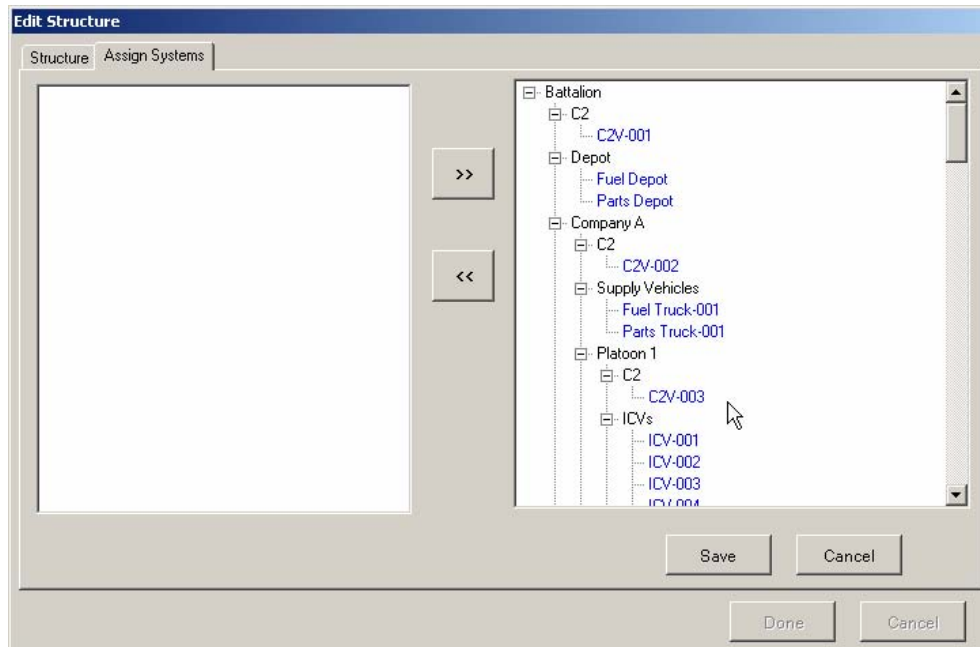 Edit Structure
Structure Assign Systems
>>
<<
Battalion
C2
C2V-001
Depot
Fuel Depot
Parts Depot
Company A
C2
C2V-002
Supply Vehicles
Fuel Truck-001
Parts Truck-001
Platoon 1
C2
C2V-003
ICVs
ICV-001
ICV-002
ICV-003
ICV-004
Save Cancel
Done Cancel